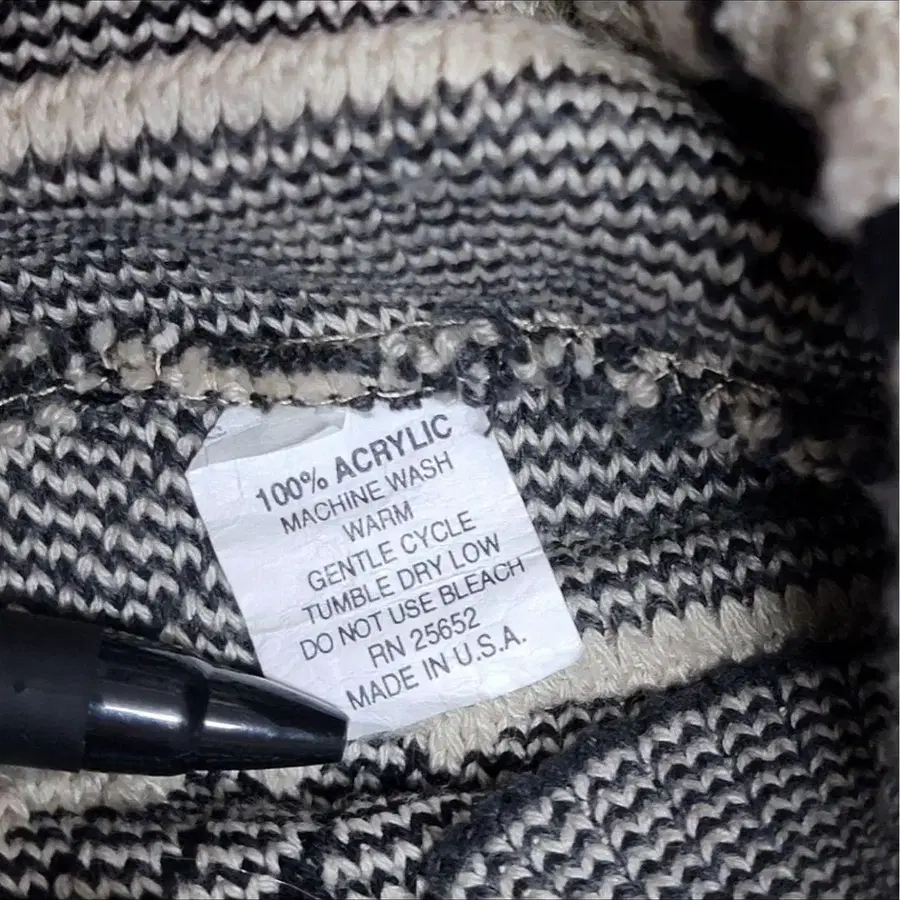 100% ACRYLIC
MACHINE WASH
WARM
GENTLE CYCLE
TUMBLE DRY LOW
DO NOT USE BLEACH
RN 25652
MADE IN U.S.A.